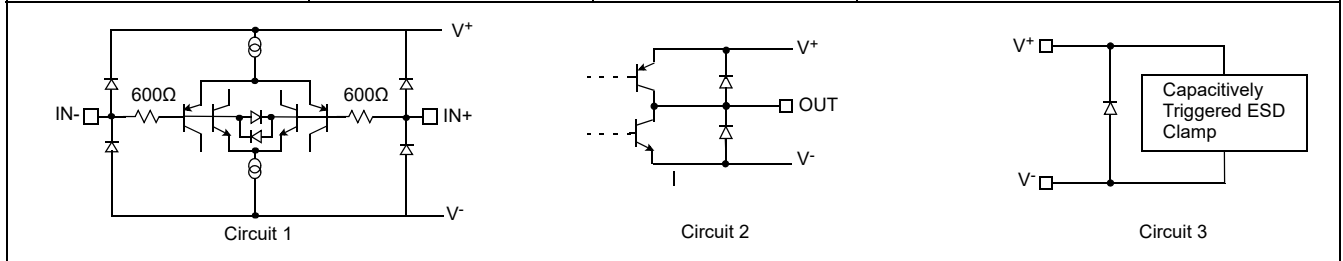 V+
600Ω
600Ω
IN-
IN+
V-
Circuit 1
V+
OUT
V-
Circuit 2
V+
Capacitively
Triggered ESD
Clamp
V-
Circuit 3